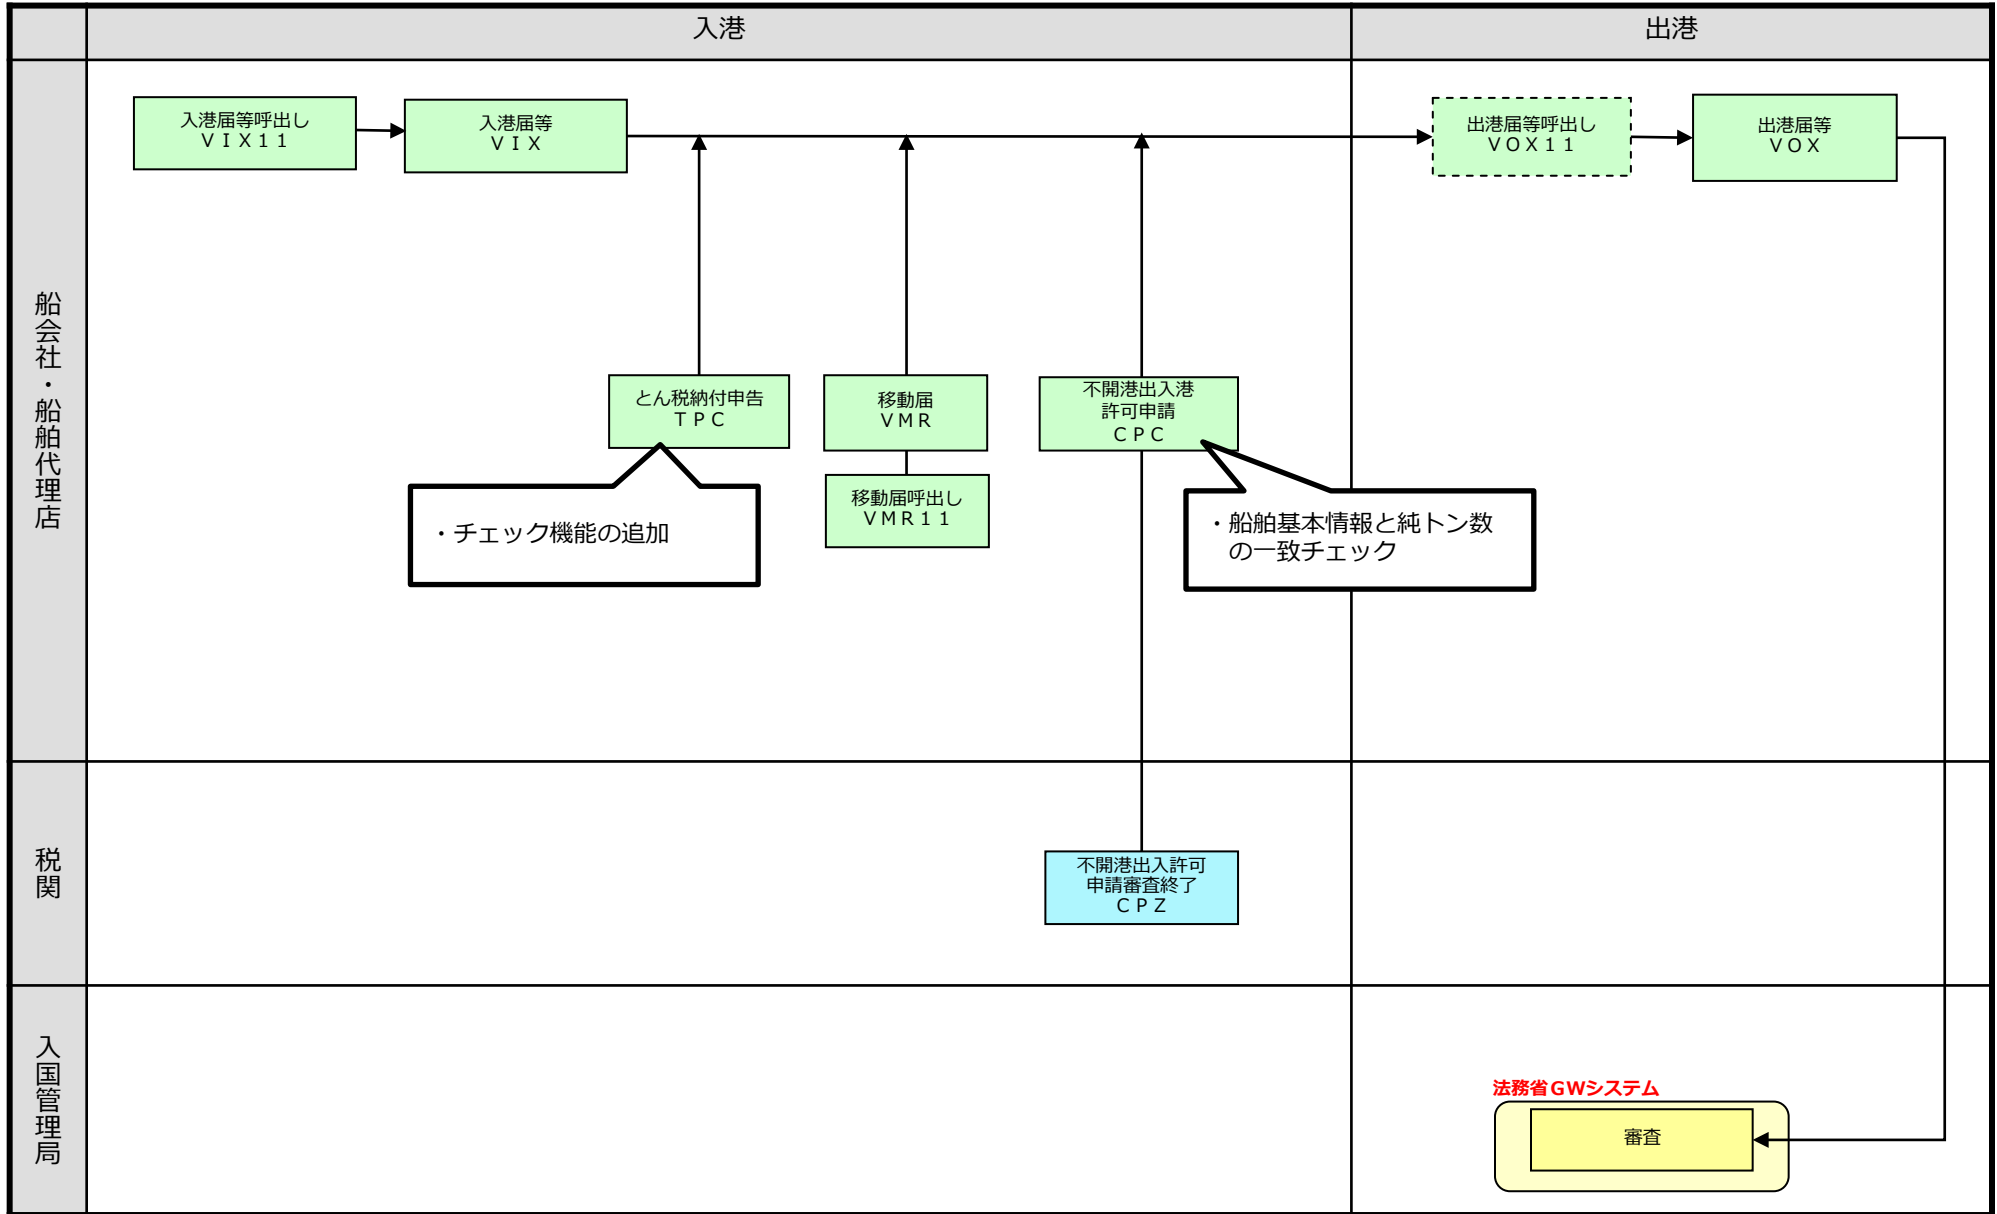 入港
出港
船会社・船舶代理店
入港届等呼出し
ＶＩＸ１１
入港届等
ＶＩＸ
出港届等呼出し
ＶＯＸ１１
出港届等
ＶＯＸ
とん税納付申告
ＴＰＣ
移動届
ＶＭＲ
不開港出入港
許可申請
ＣＰＣ
移動届呼出し
ＶＭＲ１１
・チェック機能の追加
・船舶基本情報と純トン数
の一致チェック
税関
不開港出入許可
申請審査終了
ＣＰＺ
入国管理局
法務省ＧＷシステム
審査